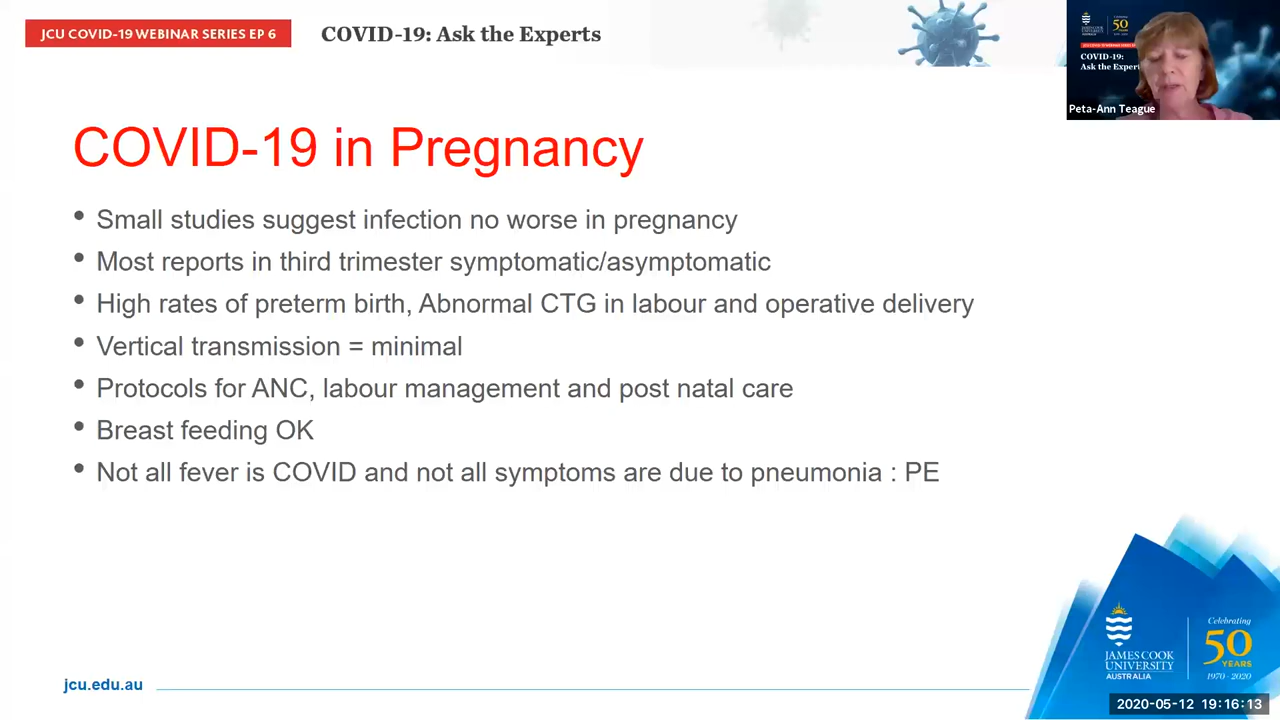 JCU COVID-19 WEBINAR SERIES EP 6
COVID-19: Ask the Experts
COVID-19:
Ask the Expert
Peta-Ann Teague
COVID-19 in Pregnancy
• Small studies suggest infection no worse in pregnancy
• Most reports in third trimester symptomatic/asymptomatic
• High rates of preterm birth, Abnormal CTG in labour and operative delivery
• Vertical transmission = minimal
• Protocols for ANC, labour management and post natal care
• Breast feeding OK
• Not all fever is COVID and not all symptoms are due to pneumonia : PE
jcu.edu.au
JAMES COOK
UNIVERSITY
AUSTRALIA
Celebrating
50
YEARS
1970 - 2020
2020-05-12 19:16:13